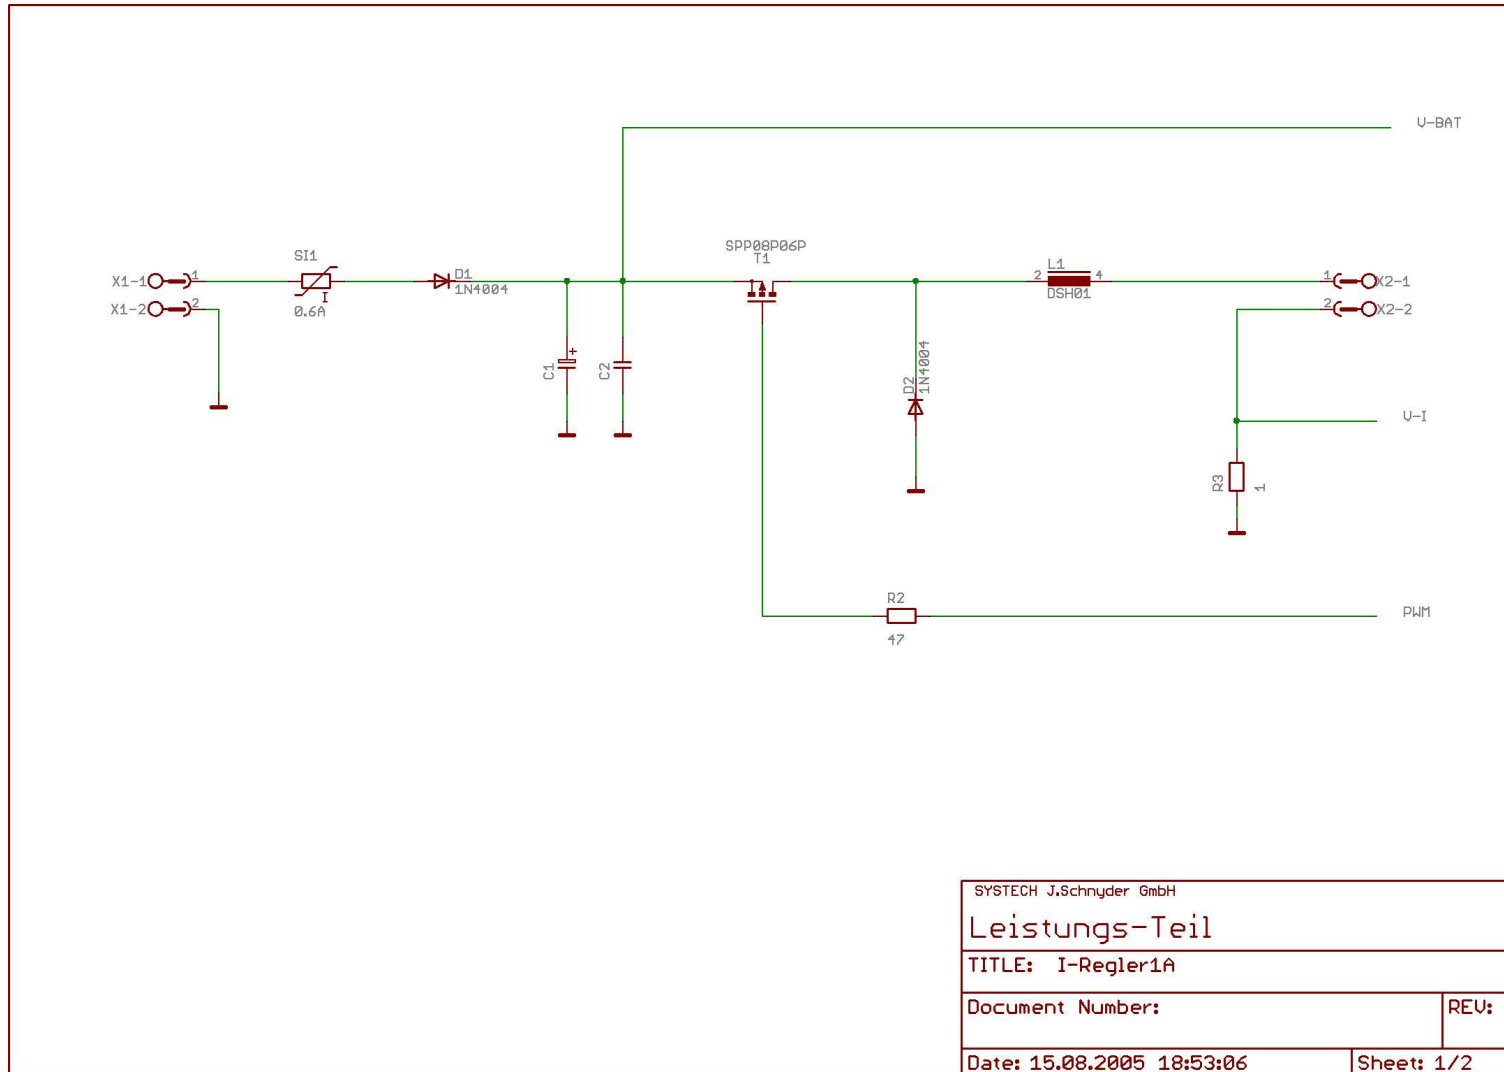 V-BAT
SPP08P06P
T1
SI1
I
0.6A
X1-1
1
X1-2
2
D1
1N4004
L1
2
4
DSH01
1
X2-1
2
X2-2
C1
+
C2
D2
1N4004
V-I
R3
1
R2
47
PWM
SYSTECH J.Schnyder GmbH
Leistungs-Teil
TITLE: I-Regler1A
Document Number:
REV:
Date: 15.08.2005 18:53:06
Sheet: 1/2